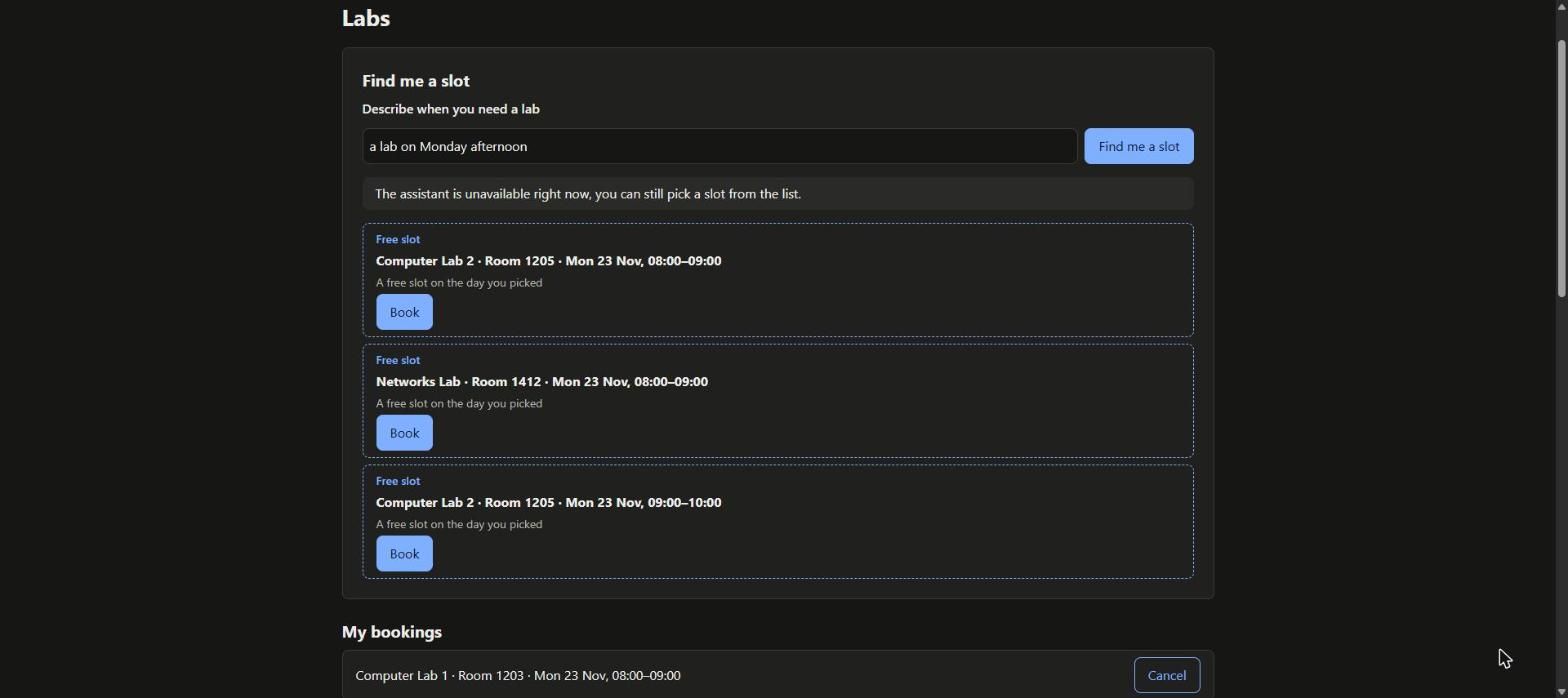 Labs
Find me a slot
Describe when you need a lab
a lab on Monday afternoon
Find me a slot
The assistant is unavailable right now, you can still pick a slot from the list.
Free slot
Computer Lab 2 · Room 1205 · Mon 23 Nov, 08:00–09:00
A free slot on the day you picked
Book
Free slot
Networks Lab · Room 1412 · Mon 23 Nov, 08:00–09:00
A free slot on the day you picked
Book
Free slot
Computer Lab 2 · Room 1205 · Mon 23 Nov, 09:00–10:00
A free slot on the day you picked
Book
My bookings
Computer Lab 1 · Room 1203 · Mon 23 Nov, 08:00–09:00
Cancel